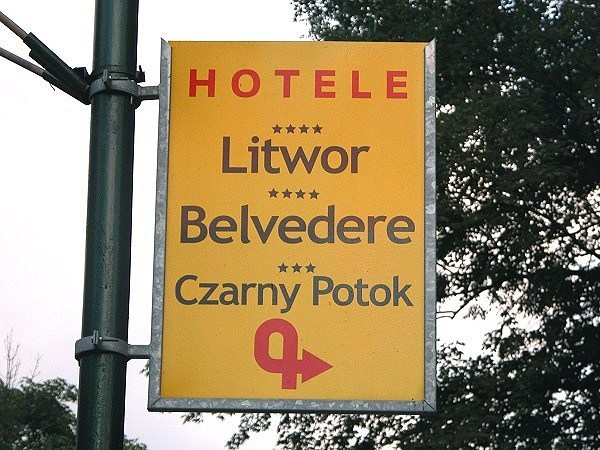 HOTELE
★★★★
Litwor
★★★★
Belvedere
★★★
Czarny Potok